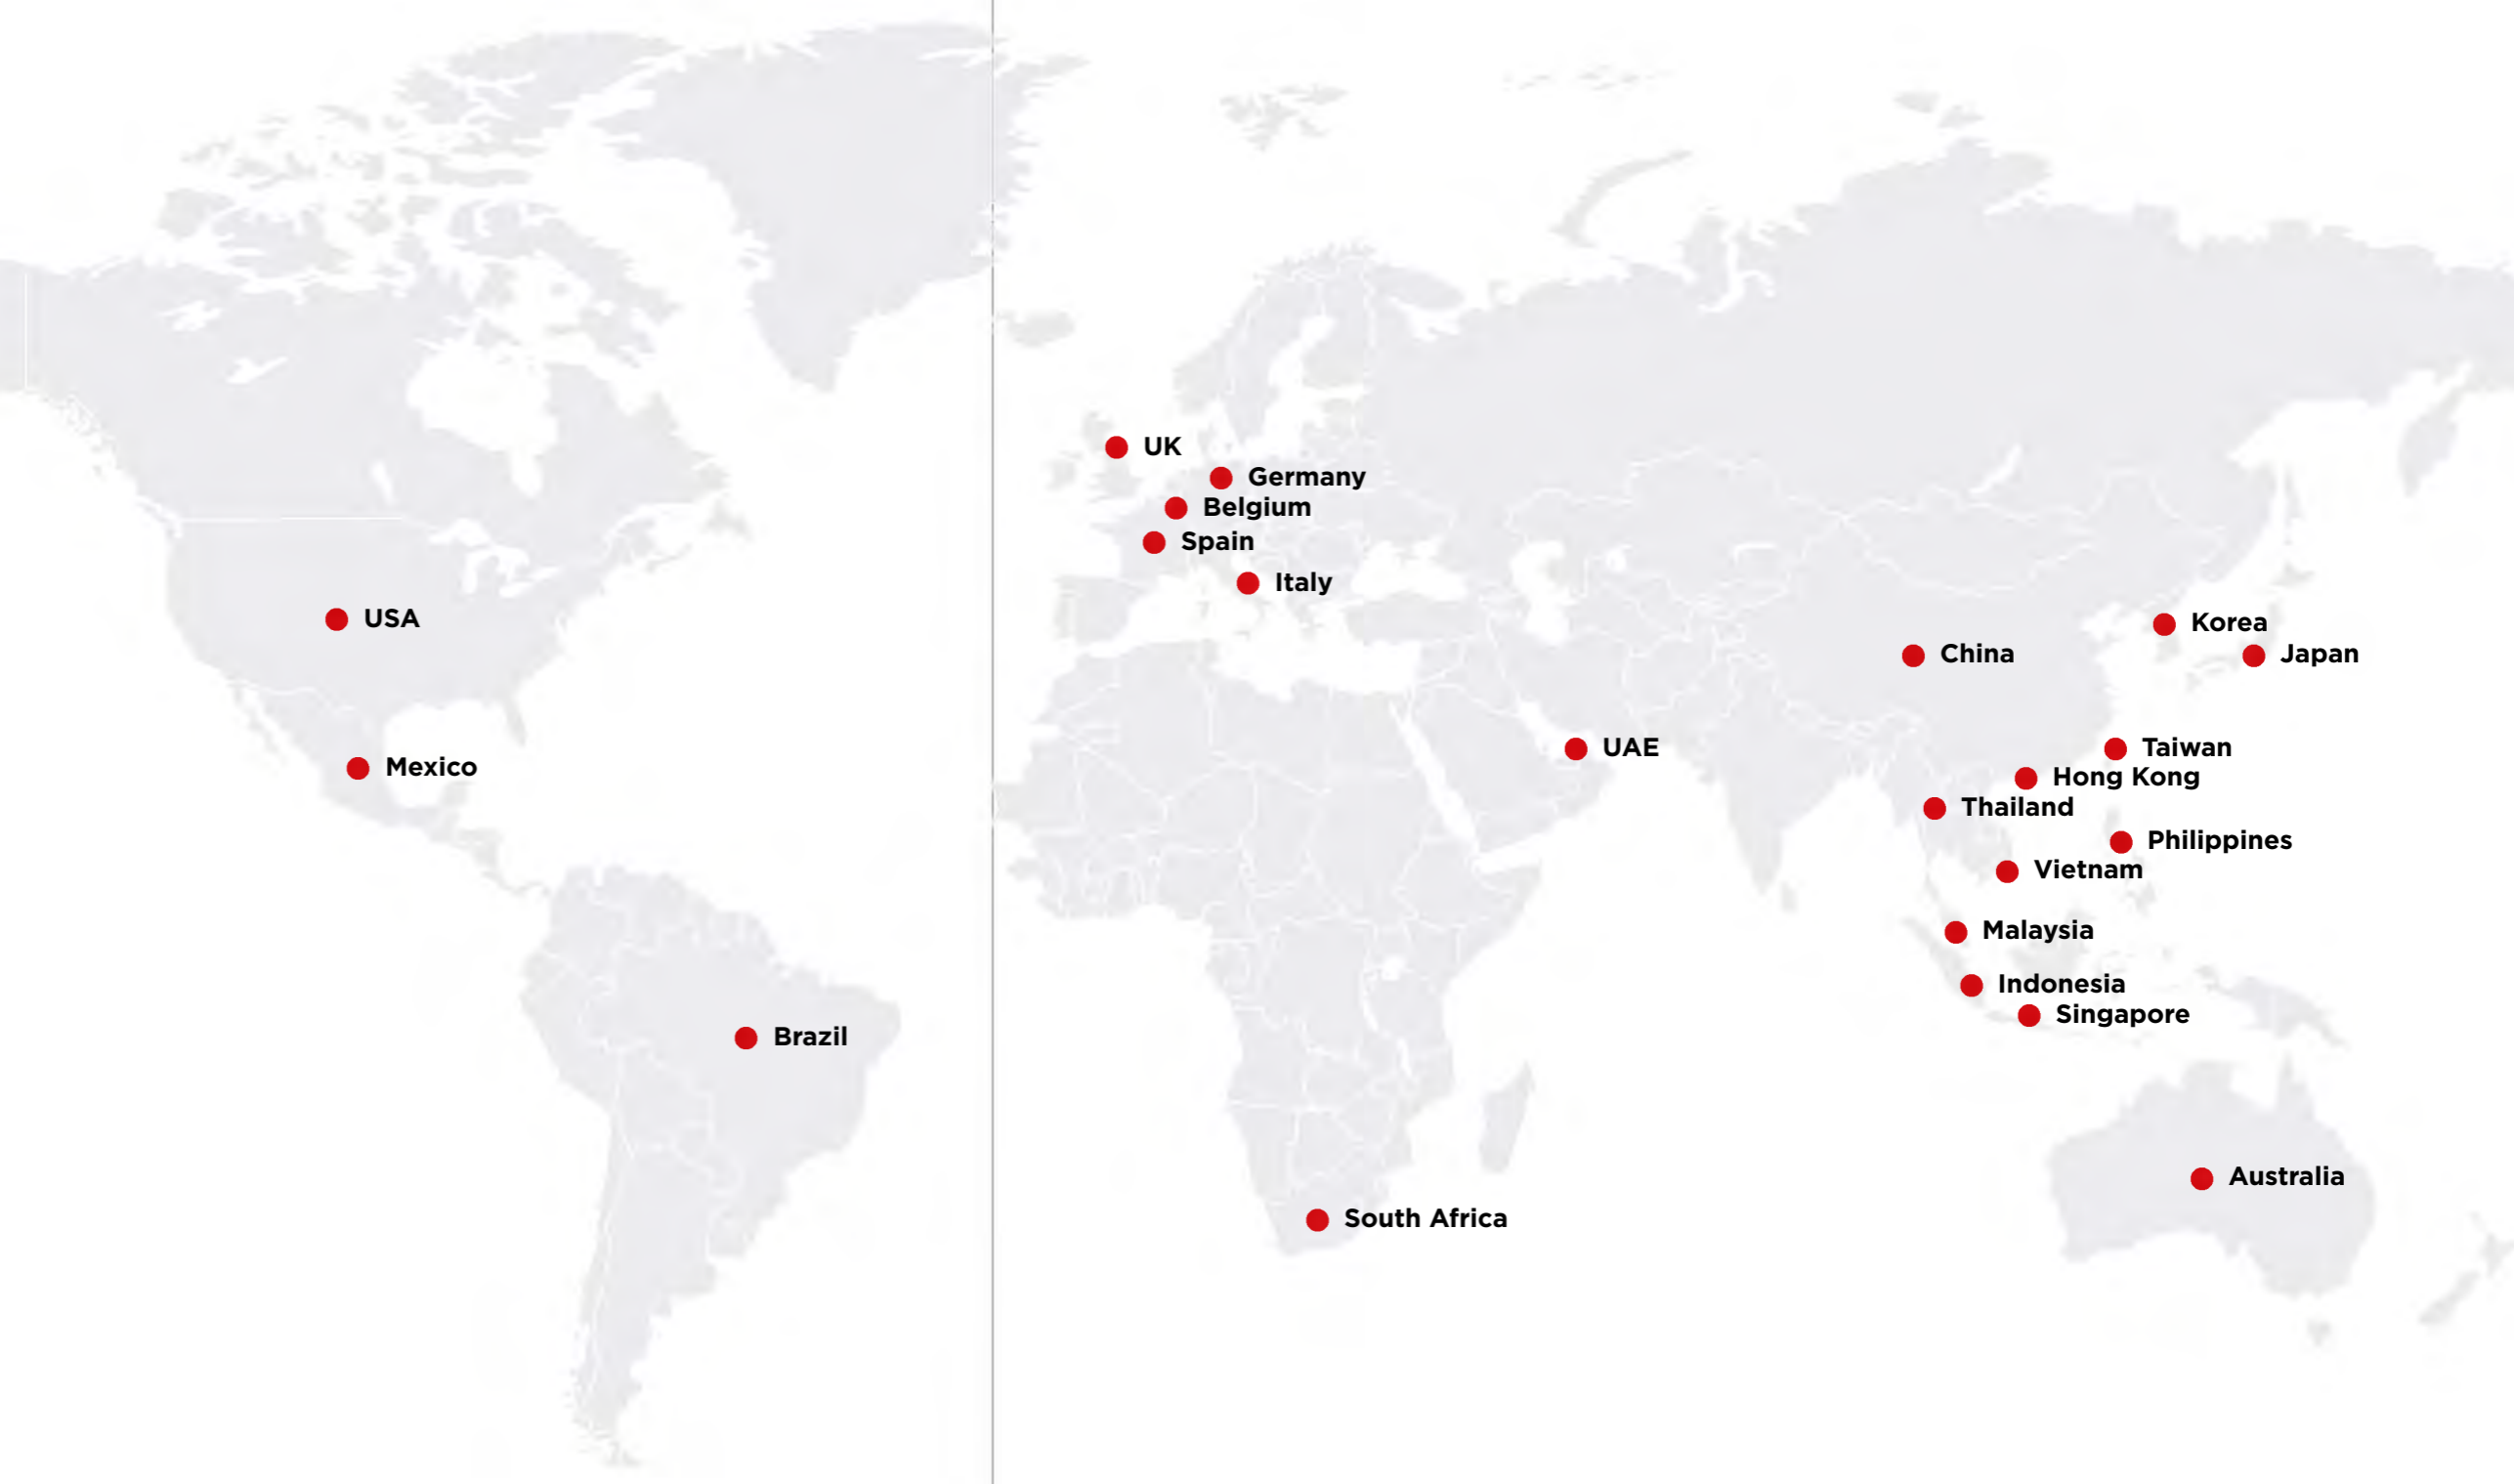 UK
Germany
Belgium
Spain
Italy
USA
Korea
China
Japan
Mexico
UAE
Taiwan
Hong Kong
Thailand
Philippines
Vietnam
Malaysia
Indonesia
Singapore
Brazil
Australia
South Africa